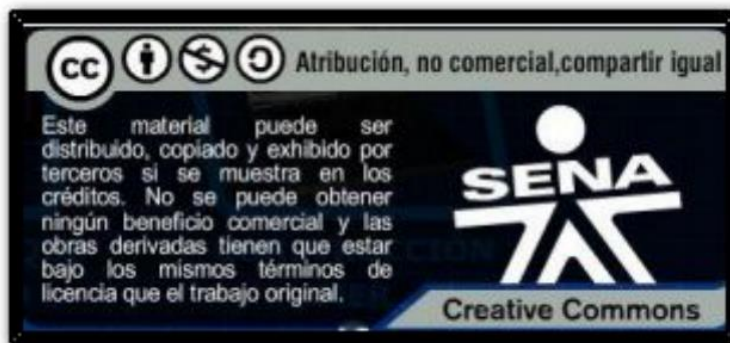 cc Atribución, no comercial,compartir igual
Este material puede ser
distribuido, copiado y exhibido por
terceros si se muestra en los
créditos. No se puede obtener
ningún beneficio comercial y las
obras derivadas tienen que estar
bajo los mismos términos de
licencia que el trabajo original.
SENA
Creative Commons